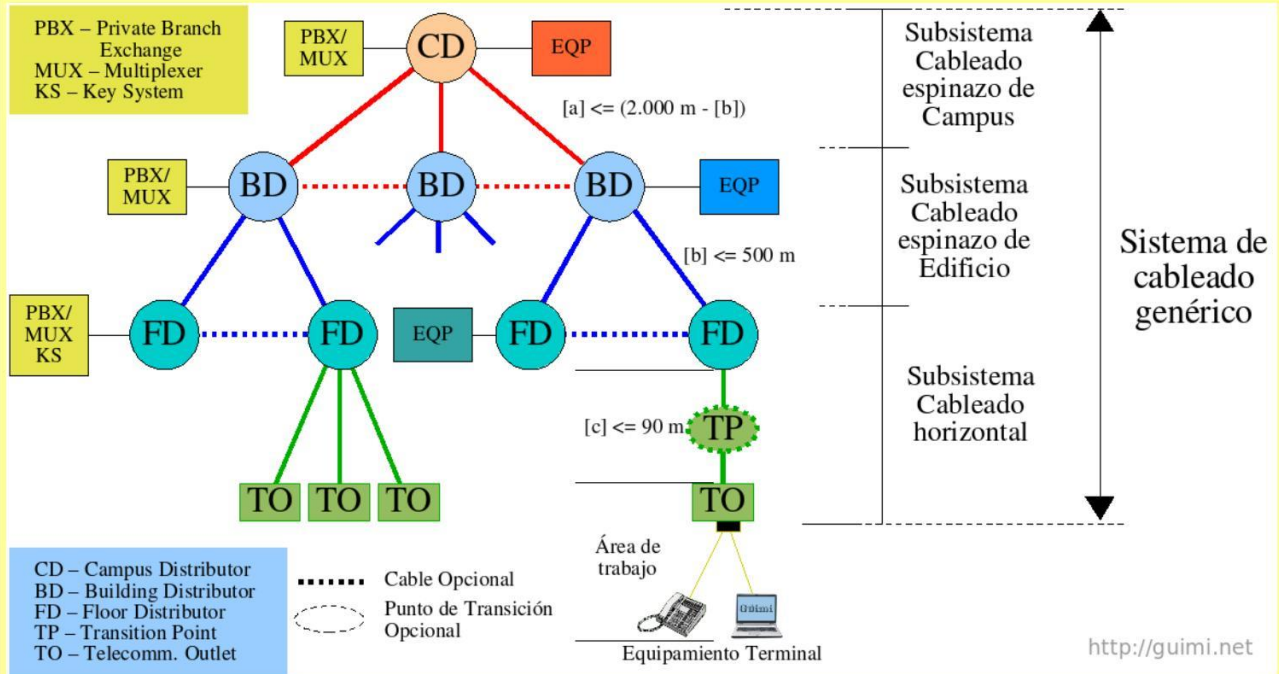 PBX – Private Branch
Exchange
MUX – Multiplexer
KS – Key System
PBX/
MUX
CD
EQP
[a] <= (2.000 m - [b])
Subsistema
Cableado
espinazo de
Campus
PBX/
MUX
BD
BD
BD
EQP
[b] <= 500 m
Subsistema
Cableado
espinazo de
Edificio
Sistema de
cableado
genérico
PBX/
MUX
KS
FD
FD
EQP
FD
FD
[c] <= 90 m
TP
Subsistema
Cableado
horizontal
TO
TO
TO
TO
CD – Campus Distributor
BD – Building Distributor
FD – Floor Distributor
TP – Transition Point
TO – Telecomm. Outlet
Cable Opcional
Punto de Transición
Opcional
Área de
trabajo
Güimi
Equipamiento Terminal
http://guimi.net